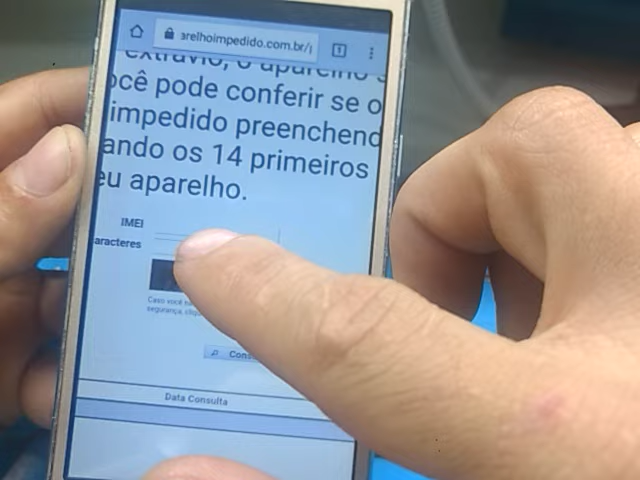 arelhoimpedido.com.br/
1
extravio, o aparelho
ocê pode conferir se o
impedido preenchend
ando os 14 primeiros
eu aparelho.
IMEI
aracteres
Caso você
segurança, cliq
Cons
Data Consulta